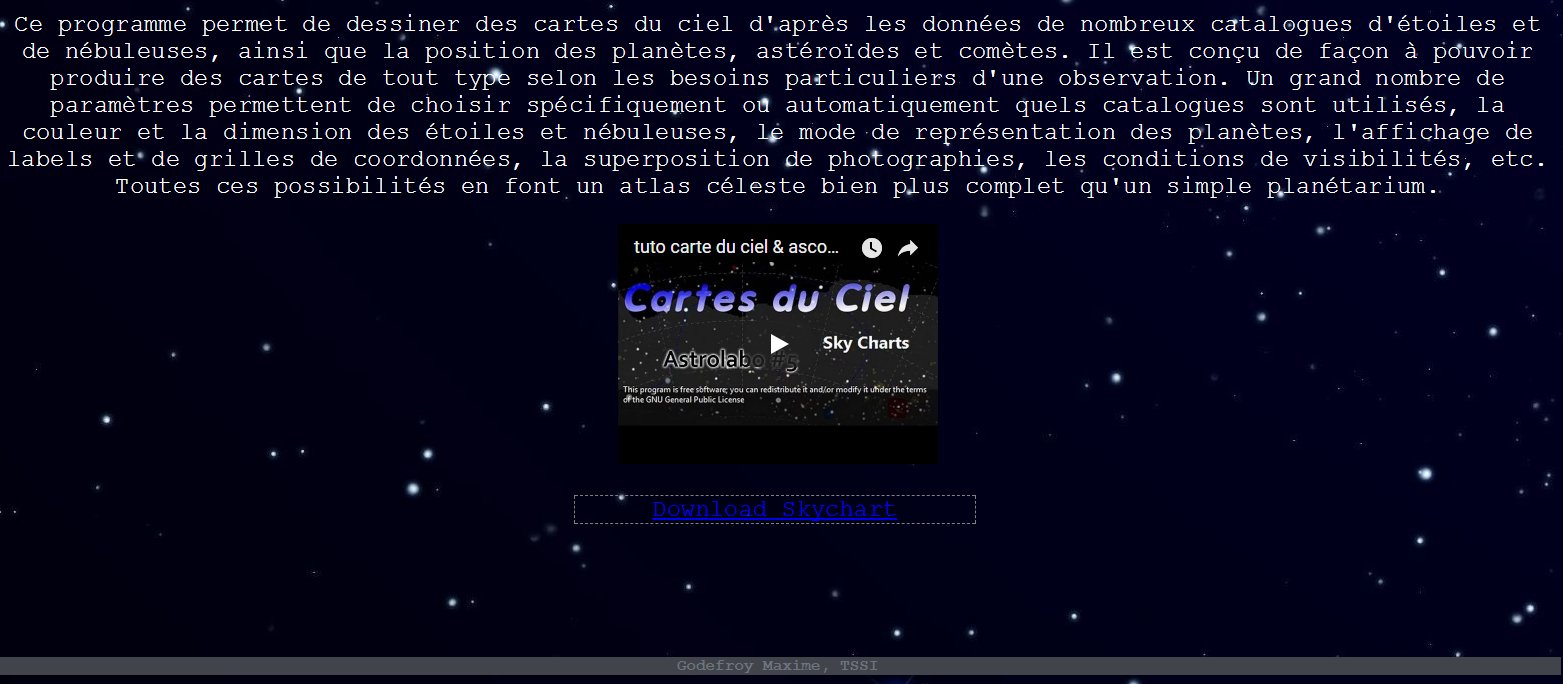 Ce programme permet de dessiner des cartes du ciel d'après les données de nombreux catalogues d'étoiles et
de nébuleuses, ainsi que la position des planètes, astéroïdes et comètes. Il est conçu de façon à pouvoir
produire des cartes de tout type selon les besoins particuliers d'une observation. Un grand nombre de
paramètres permettent de choisir spécifiquement ou automatiquement quels catalogues sont utilisés, la
couleur et la dimension des étoiles et nébuleuses, le mode de représentation des planètes, l'affichage de
labels et de grilles de coordonnées, la superposition de photographies, les conditions de visibilités, etc.
Toutes ces possibilités en font un atlas céleste bien plus complet qu'un simple planétarium.
tuto carte du ciel & asco...
Cartes du Ciel
Sky Charts
Astrolabo #5
This program is free software; you can redistribute it and/or modify it under the terms
of the GNU General Public License
Download Skychart
Godefroy Maxime, TSSI